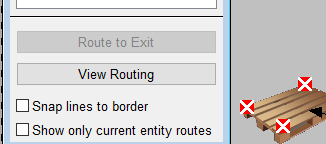 Route to Exit
View Routing
Snap lines to border
Show only current entity routes